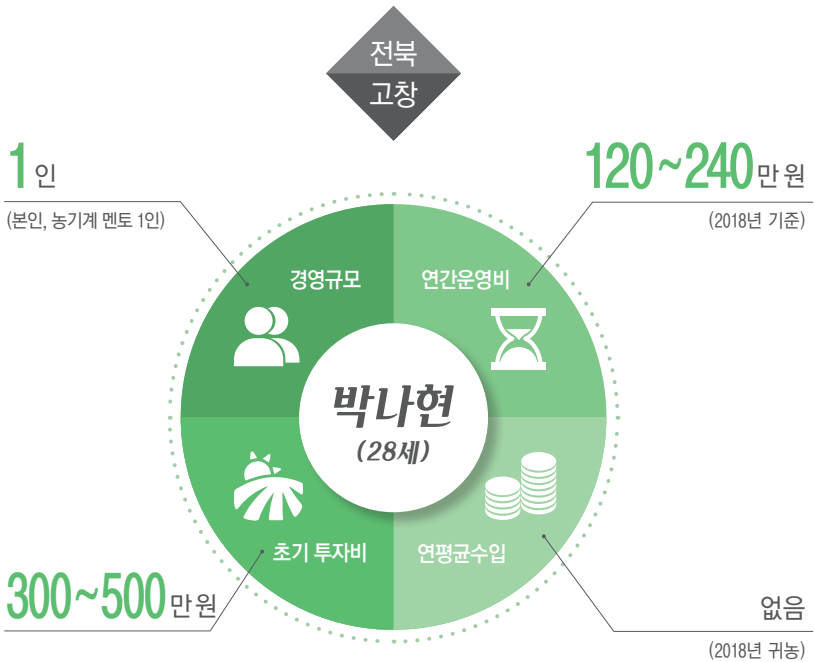 전북
고창
1인
(본인, 농기계 멘토 1인)
120~240만원
(2018년 기준)
경영규모
연간운영비
박나현
(28세)
초기 투자비
연평균수입
300~500만원
없음
(2018년 귀농)